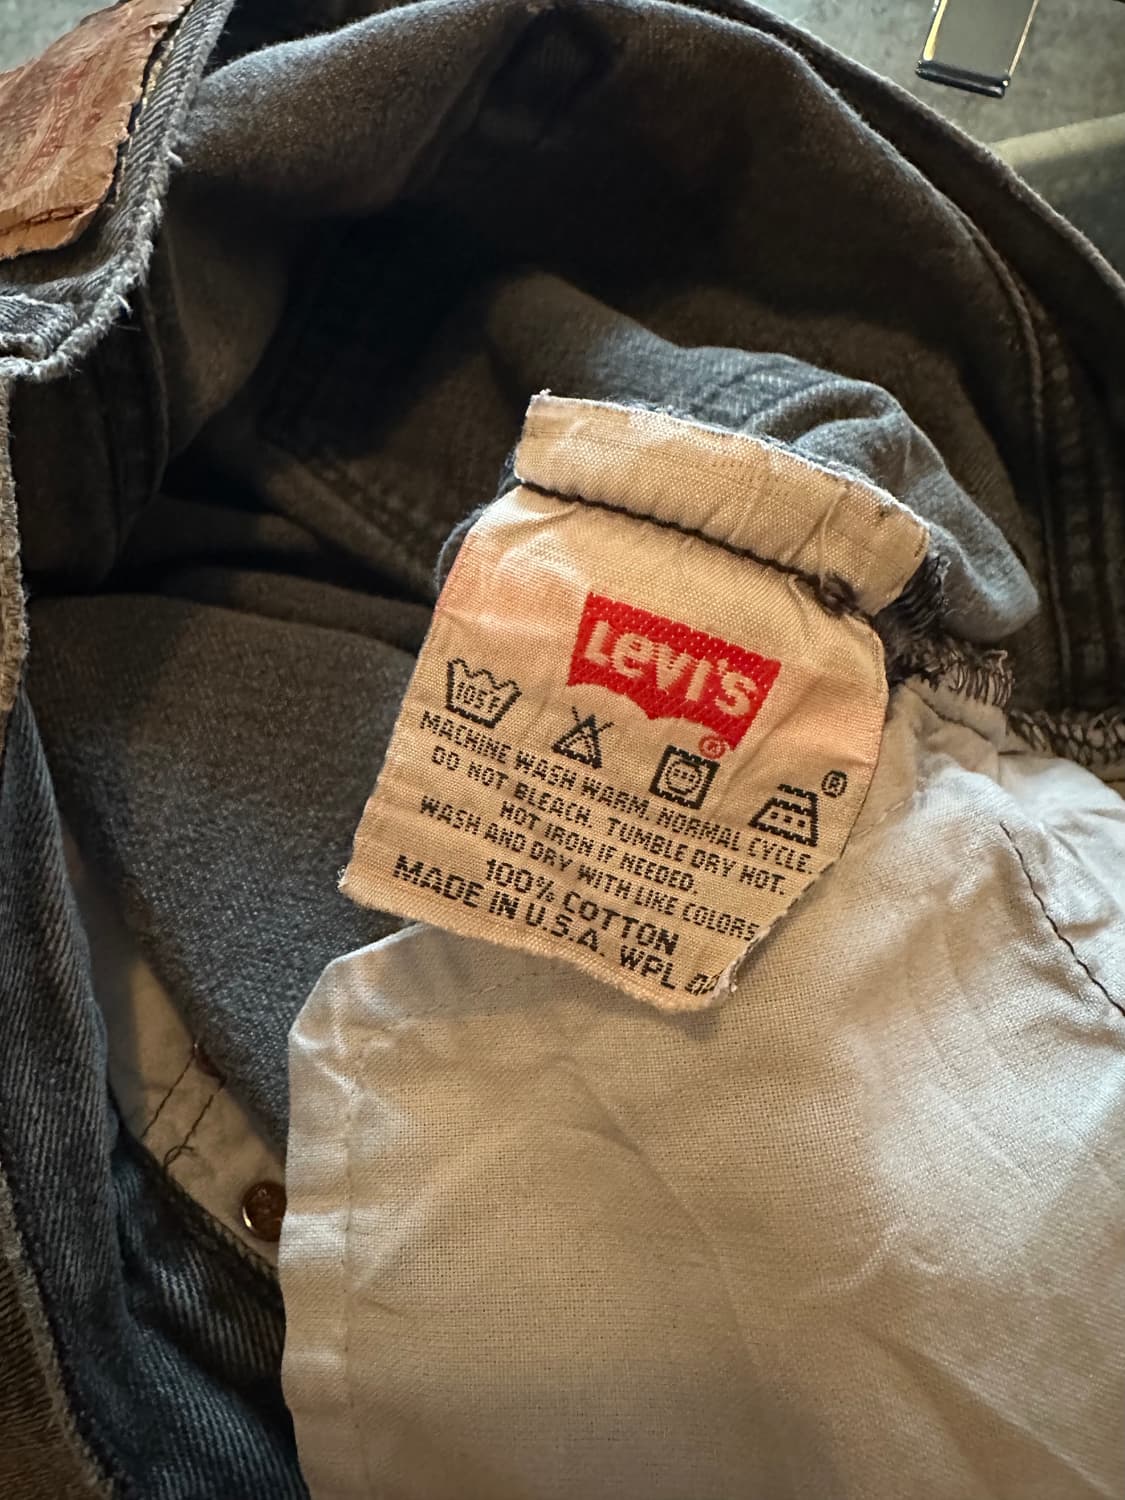 Levi's
®
105F
®
MACHINE WASH WARM. NORMAL CYCLE.
DO NOT BLEACH. TUMBLE DRY HOT.
HOT IRON IF NEEDED.
WASH AND DRY WITH LIKE COLORS
100% COTTON
MADE IN U.S.A. WPL